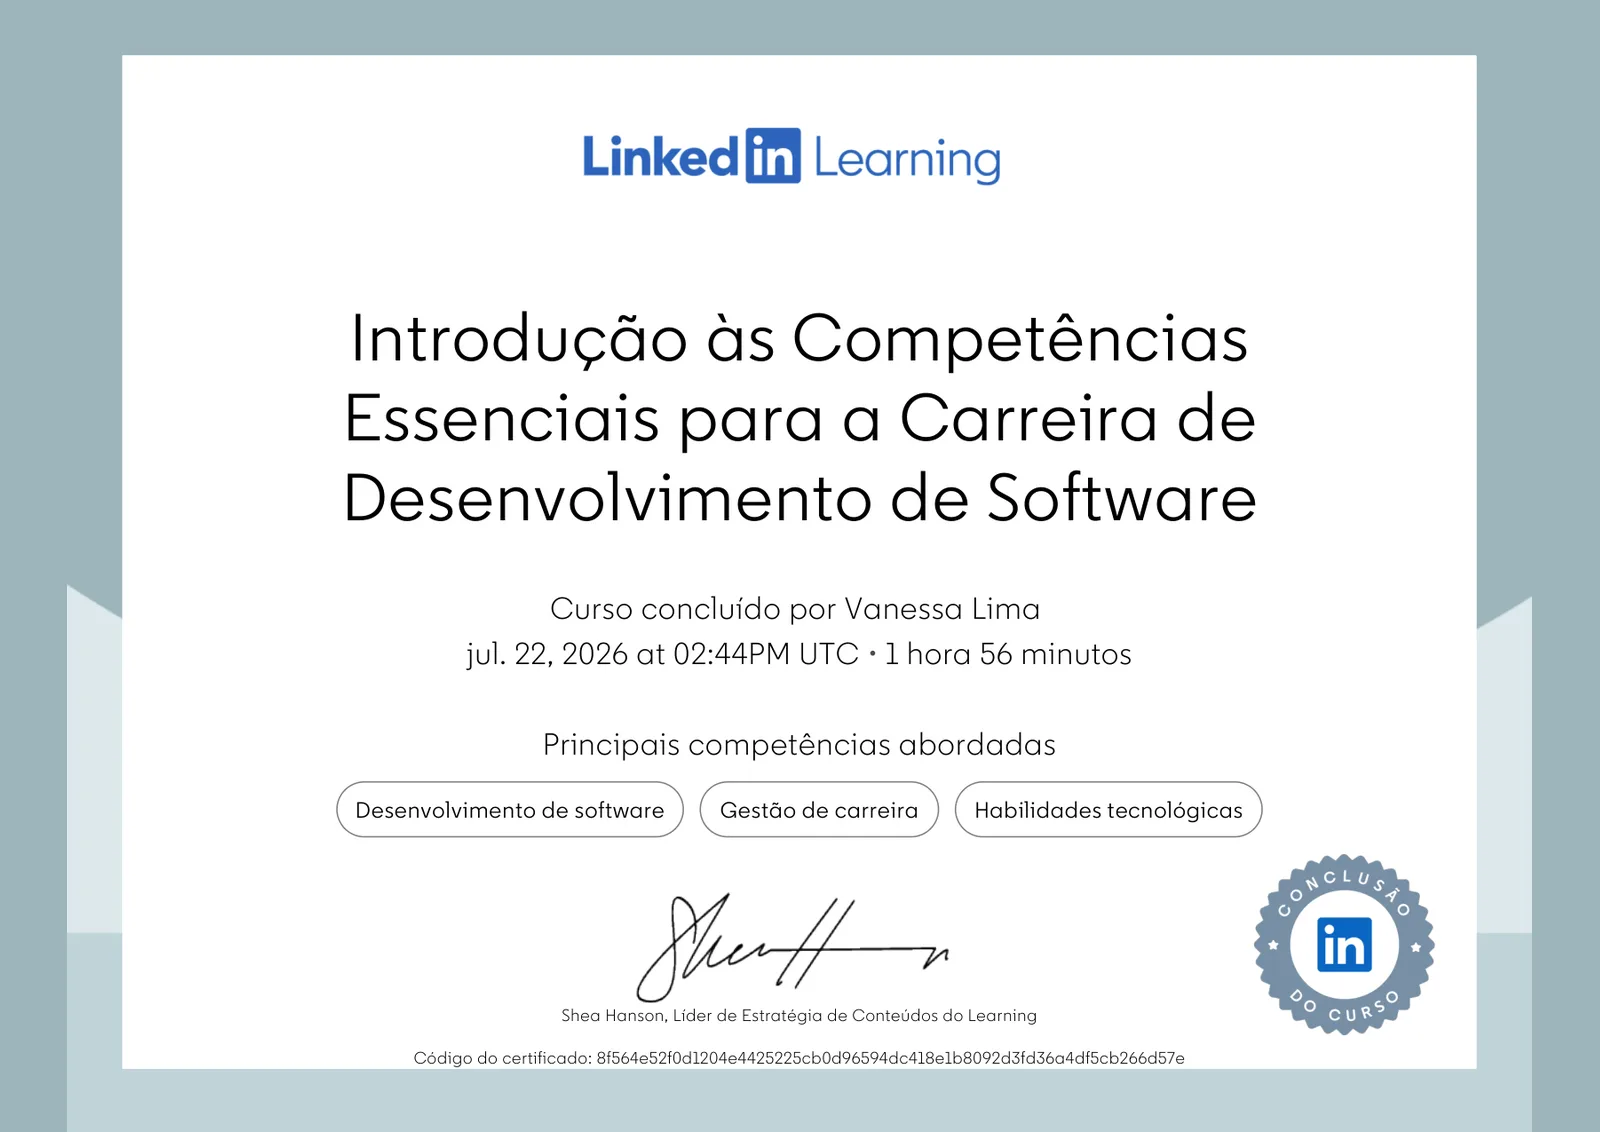 LinkedIn Learning
Introdução às Competências
Essenciais para a Carreira de
Desenvolvimento de Software
Curso concluído por Vanessa Lima
jul. 22, 2026 at 02:44PM UTC • 1 hora 56 minutos
Principais competências abordadas
Desenvolvimento de software
Gestão de carreira
Habilidades tecnológicas
CONCLUSÃO
in
DO CURSO
Shea Hanson, Líder de Estratégia de Conteúdos do Learning
Código do certificado: 8f564e52f0d1204e4425225cb0d96594dc418e1b8092d3fd36a4df5cb266d57e